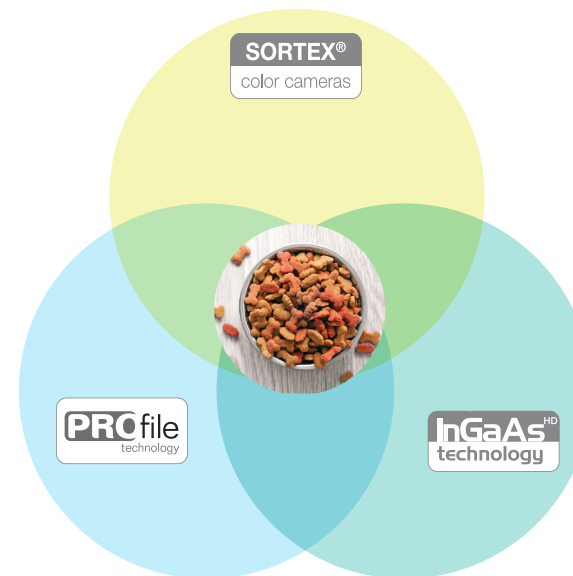 SORTEX®
color cameras
PROfile
technology
InGaAs HD
technology